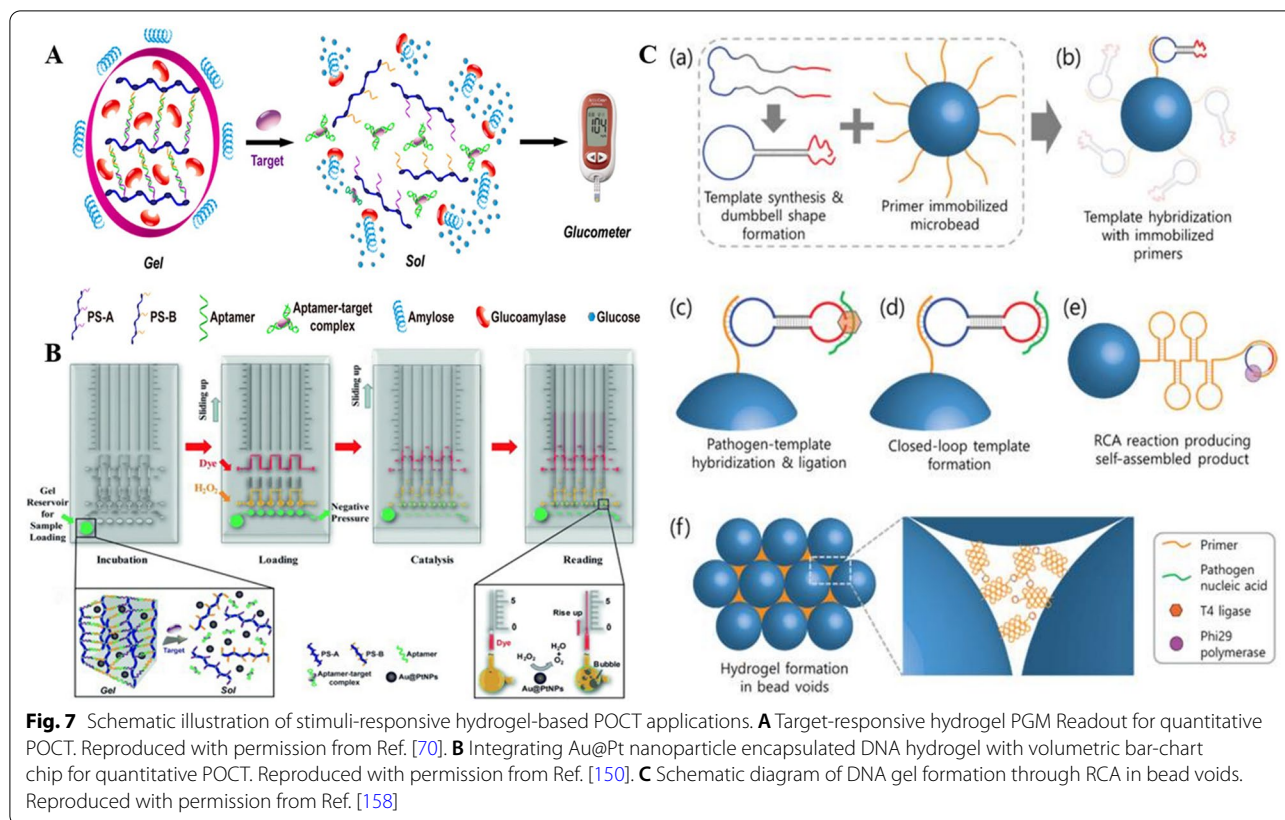 A
Target
104
Gel
Sol
Glucometer
PS-A
PS-B
Aptamer
Aptamer-target
complex
Amylose
Glucoamylase
Glucose
B
Sliding up
Sliding up
Dye
H2O2
Gel
Reservoir
for
Sample
Loading
Negative
Pressure
Incubation
Loading
Catalysis
Reading
Target
Gel
Sol
PS-A
PS-B
Aptamer
Aptamer-target
complex
Au@PtNPs
5
0
Dye
Rise up
5
0
H2O2
H2O
+
O2
Au@PtNPs
Bubble
C
(a)
Template synthesis &
dumbbell shape
formation
Primer immobilized
microbead
(b)
Template hybridization
with immobilized
primers
(c)
Pathogen-template
hybridization & ligation
(d)
Closed-loop template
formation
(e)
RCA reaction producing
self-assembled product
(f)
Hydrogel formation
in bead voids
Primer
Pathogen
nucleic acid
T4 ligase
Phi29
polymerase
Fig. 7 Schematic illustration of stimuli-responsive hydrogel-based POCT applications. A Target-responsive hydrogel PGM Readout for quantitative
POCT. Reproduced with permission from Ref. [70]. B Integrating Au@Pt nanoparticle encapsulated DNA hydrogel with volumetric bar-chart
chip for quantitative POCT. Reproduced with permission from Ref. [150]. C Schematic diagram of DNA gel formation through RCA in bead voids.
Reproduced with permission from Ref. [158]